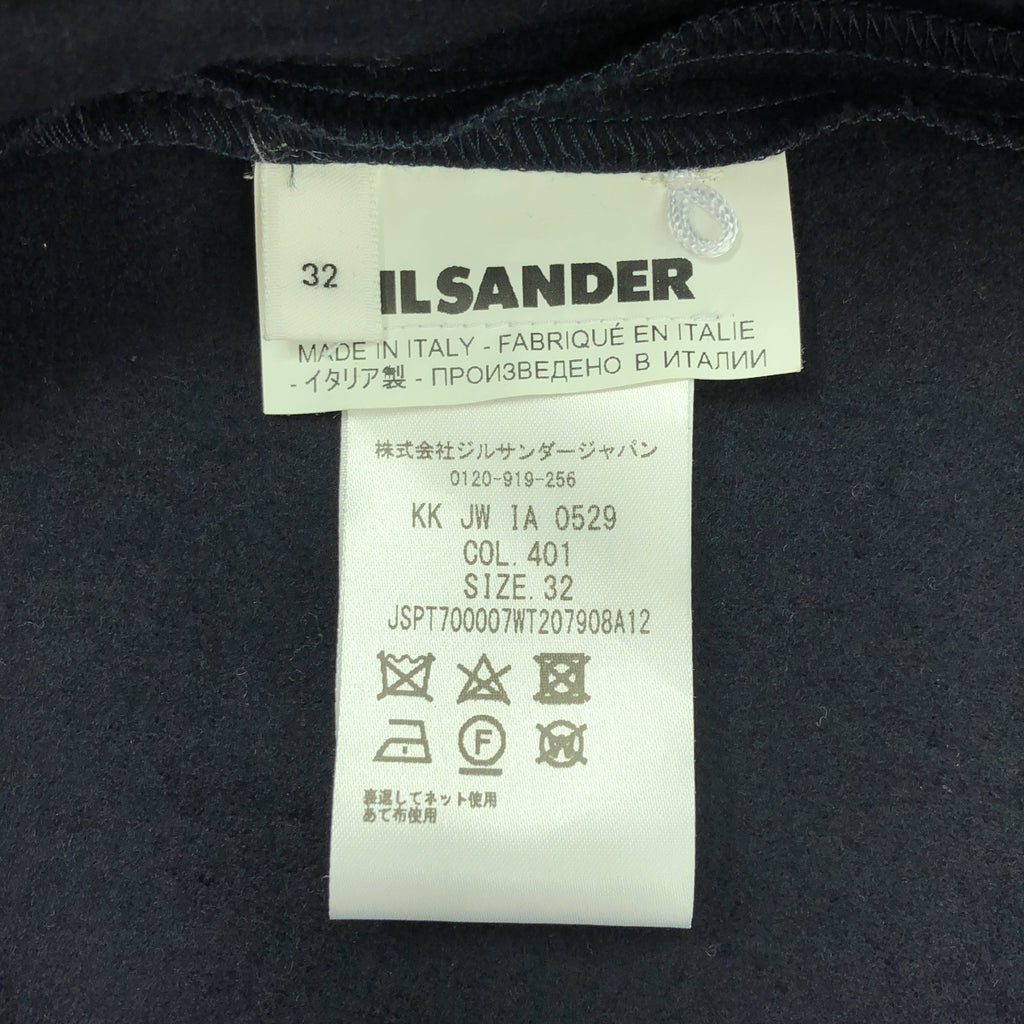 32
IL SANDER
MADE IN ITALY - FABRIQUÉ EN ITALIE
- イタリア製 - ПРОИЗВЕДЕНО В ИТАЛИИ
株式会社ジルサンダージャパン
0120-919-256
KK JW IA 0529
COL. 401
SIZE. 32
JSPT700007WT207908A12
F
W
裏返してネット使用
あて布使用